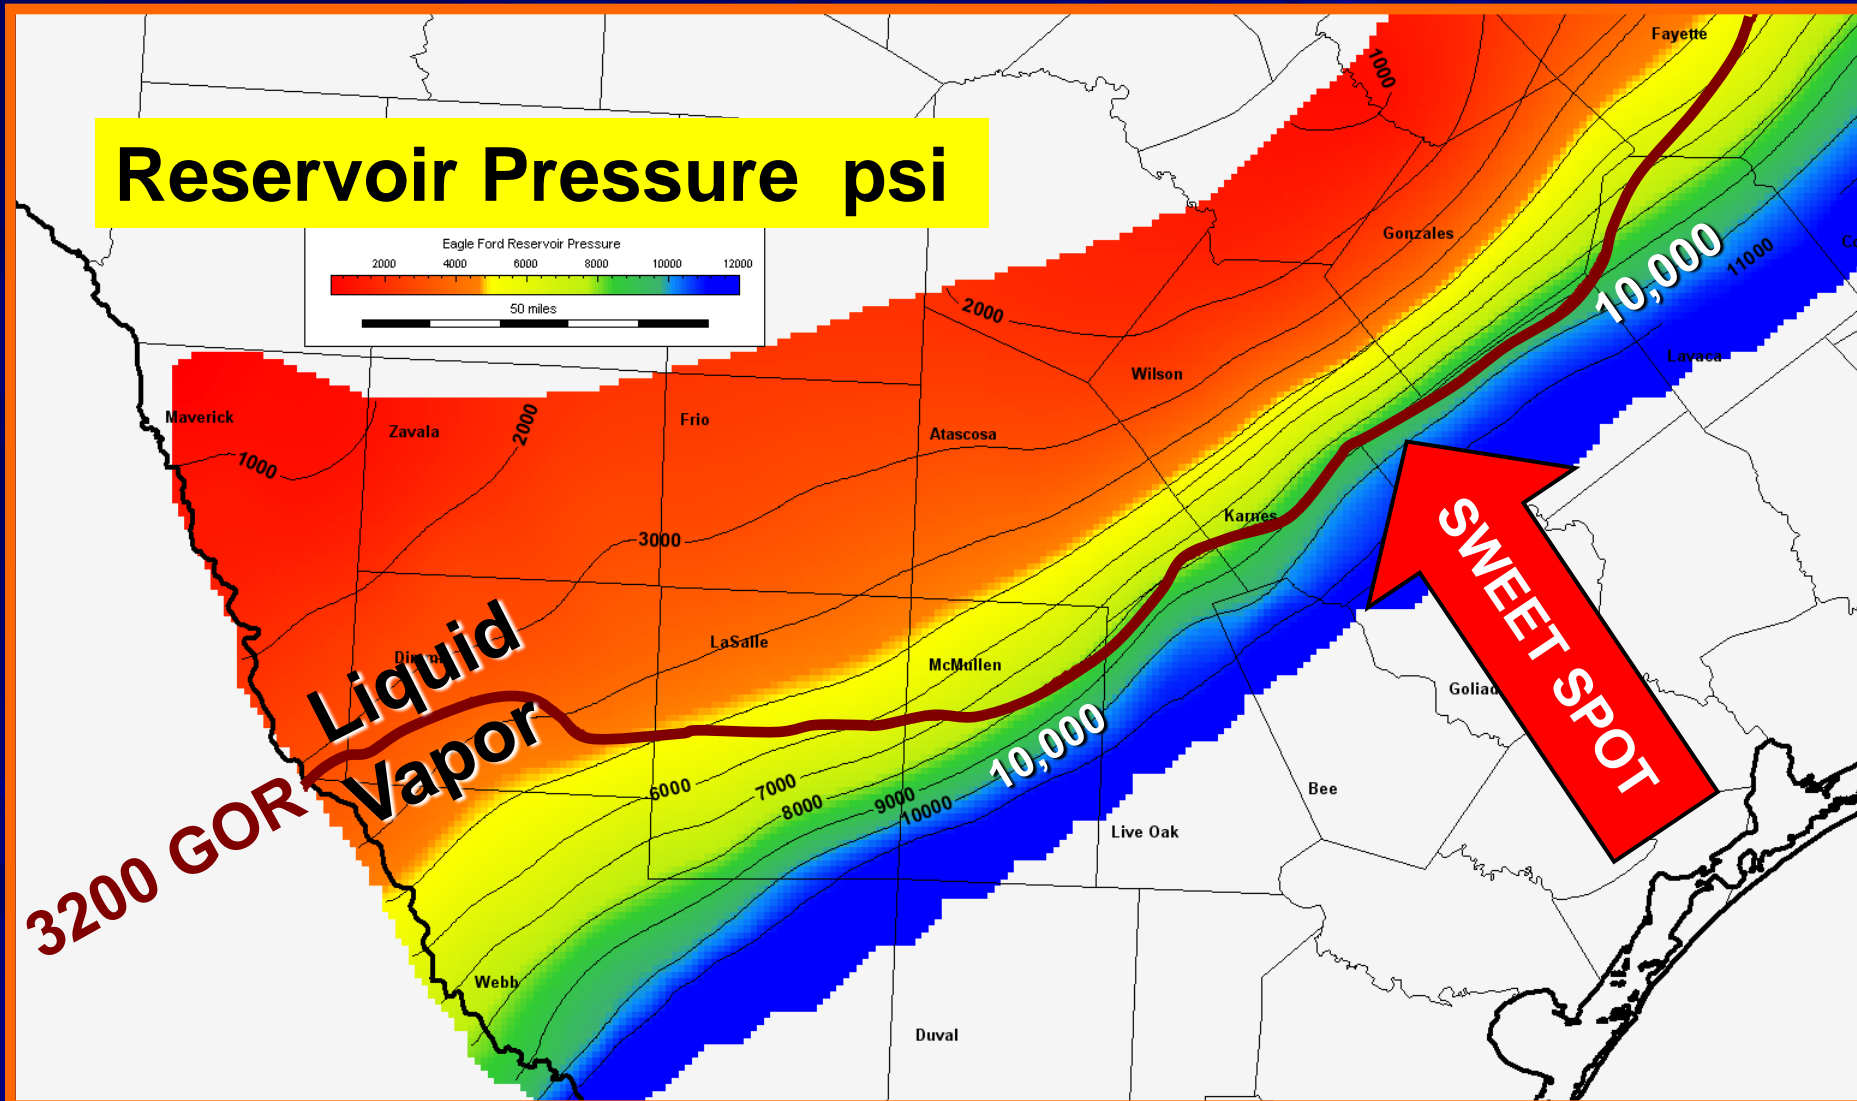 Fayette
1000
Reservoir Pressure psi
Eagle Ford Reservoir Pressure
2000 4000 6000 8000 10000 12000
50 miles
Gonzales
10,000
11000
2000
Lavaca
Wilson
Maverick
Zavala
2000
Frio
Atascosa
1000
3000
Karnes
SWEET SPOT
Liquid
LaSalle
McMullen
Goliad
Vapor
10,000
3200 GOR
6000
7000
8000
9000
10000
Bee
Live Oak
Webb
Duval